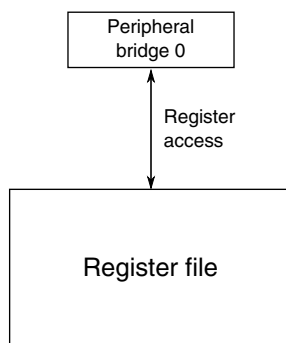 Peripheral
bridge 0
Register
access
Register file